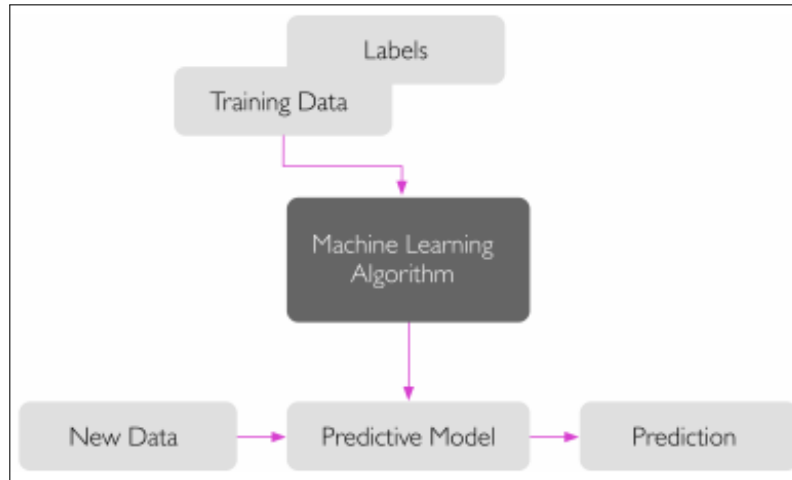 Labels
Training Data
Machine Learning
Algorithm
New Data
Predictive Model
Prediction